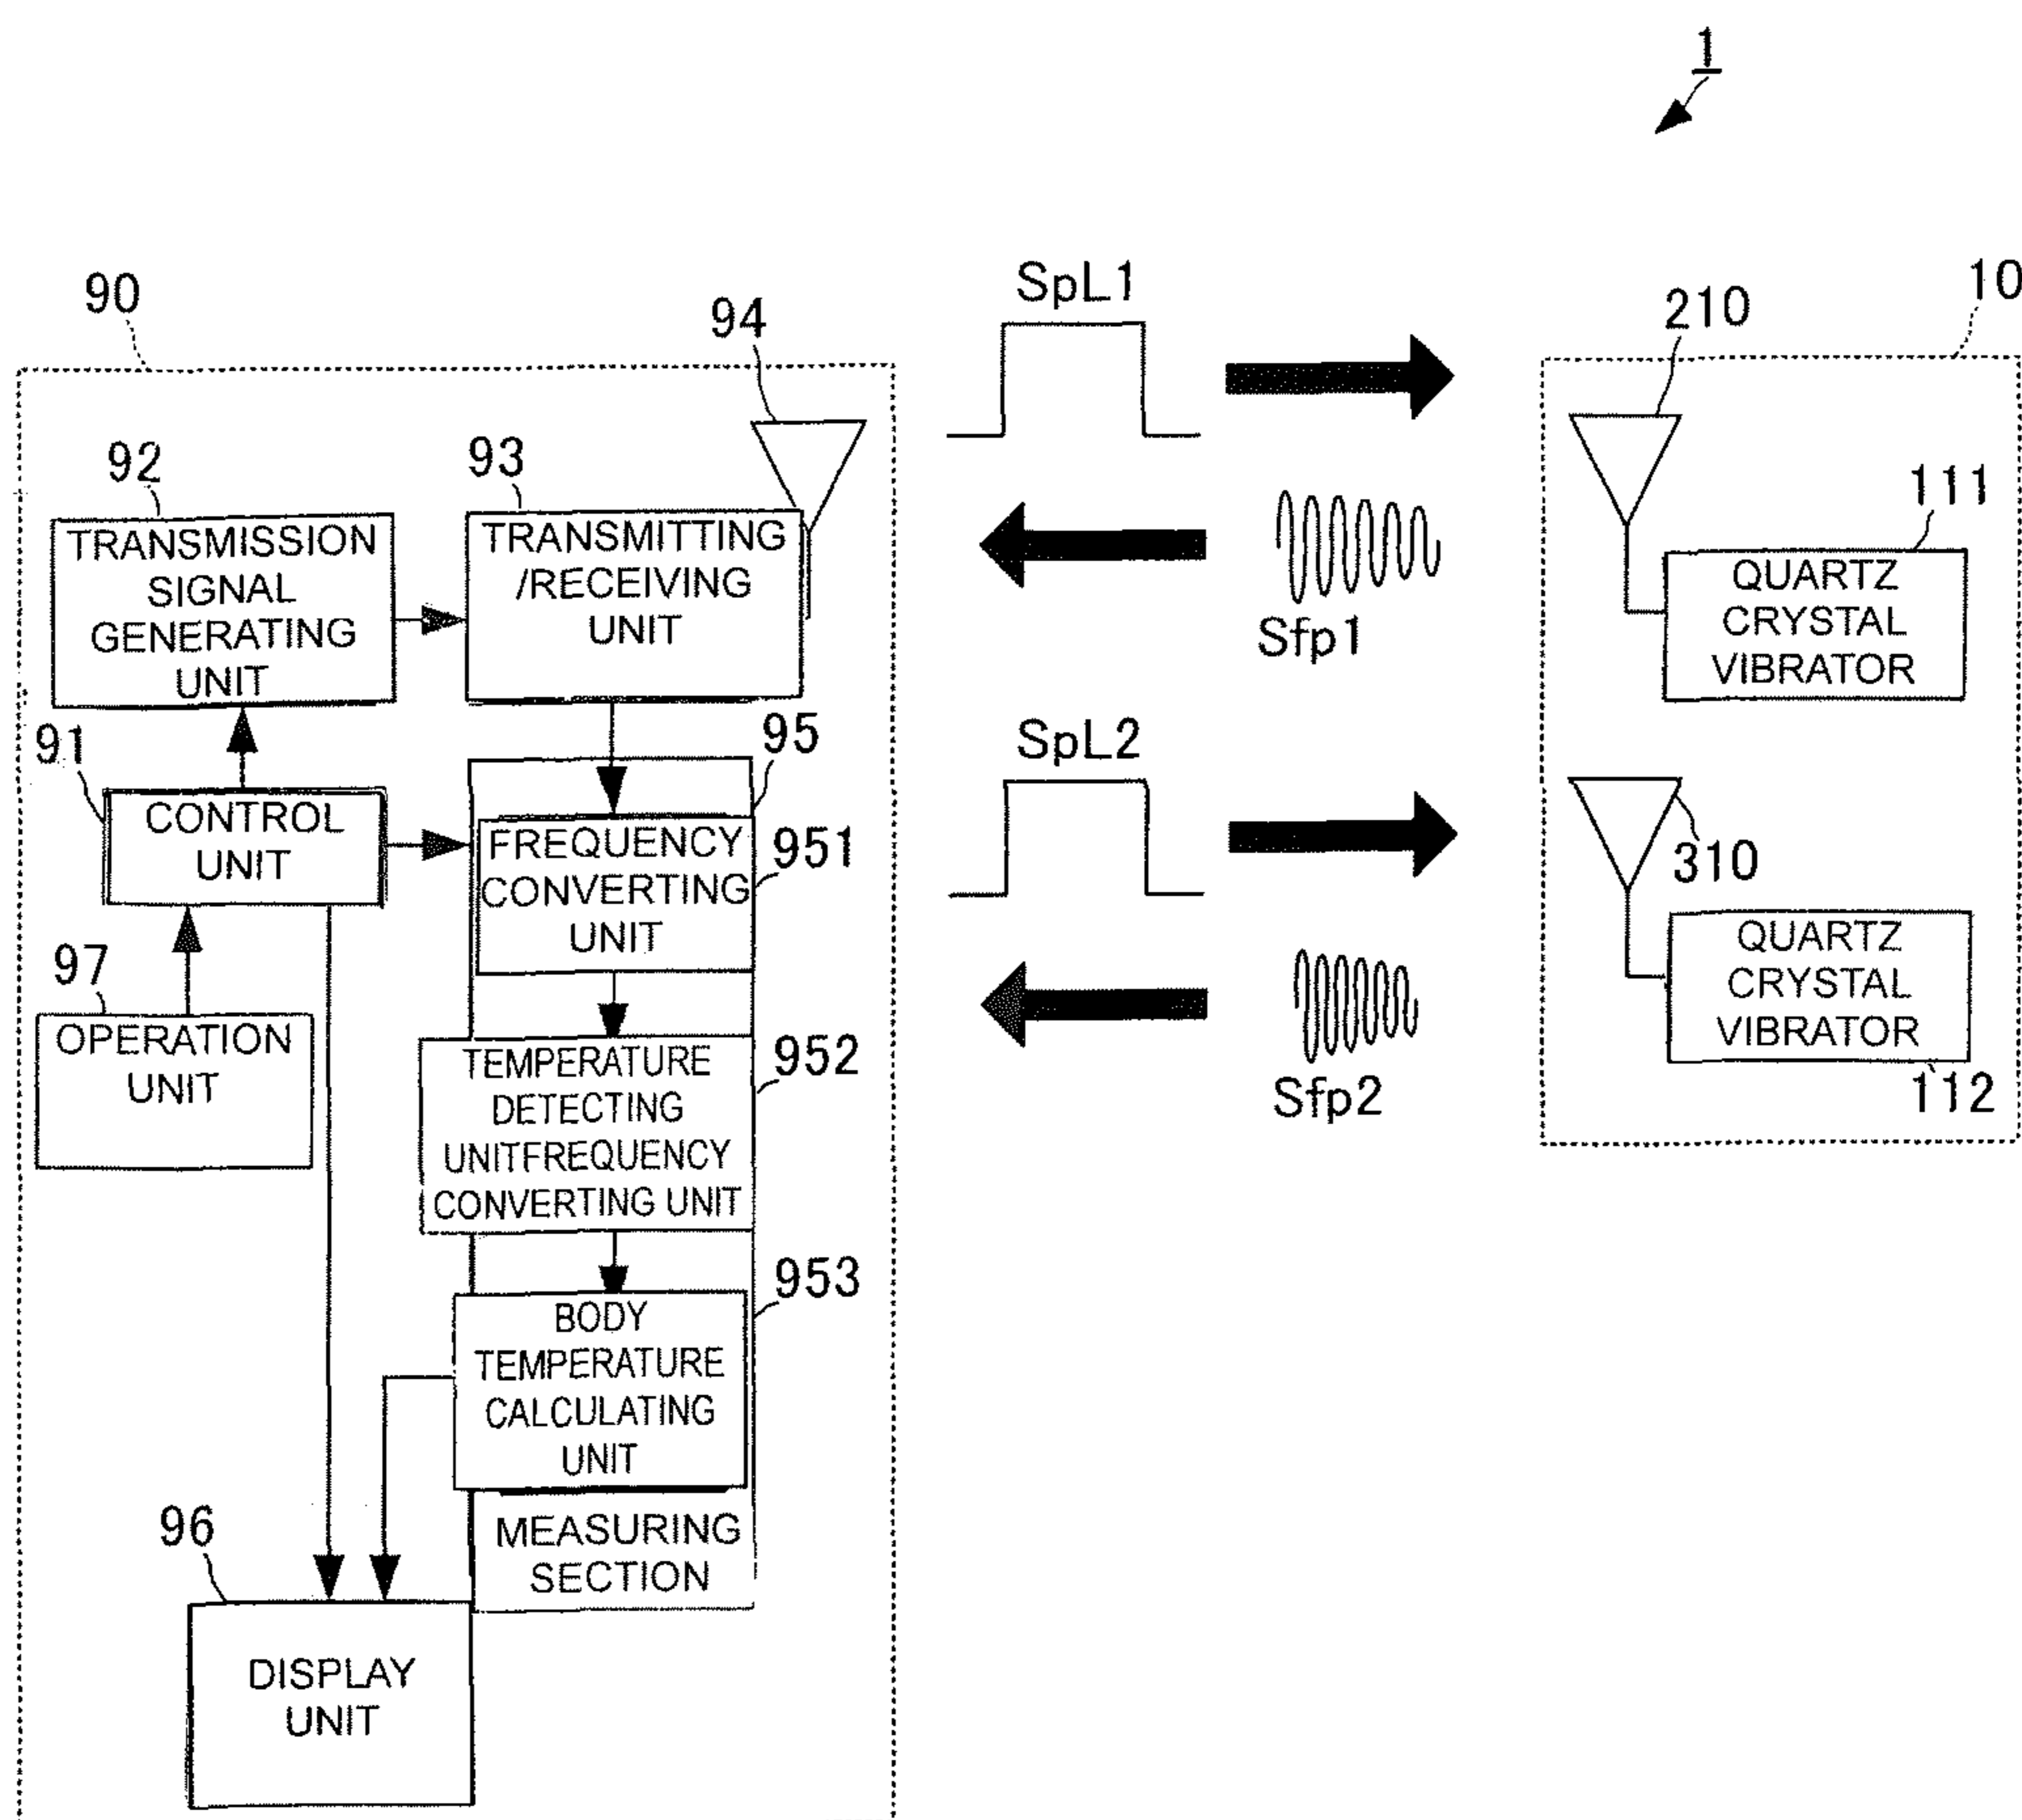 1
90
94
SpL1
210
10
92
TRANSMISSION
SIGNAL
GENERATING
UNIT
93
TRANSMITTING
/RECEIVING
UNIT
Sfp1
111
QUARTZ
CRYSTAL
VIBRATOR
91
CONTROL
UNIT
95
FREQUENCY
CONVERTING
UNIT
951
SpL2
310
QUARTZ
CRYSTAL
VIBRATOR
112
97
OPERATION
UNIT
TEMPERATURE
DETECTING
UNITFREQUENCY
CONVERTING UNIT
952
Sfp2
BODY
TEMPERATURE
CALCULATING
UNIT
953
MEASURING
SECTION
96
DISPLAY
UNIT